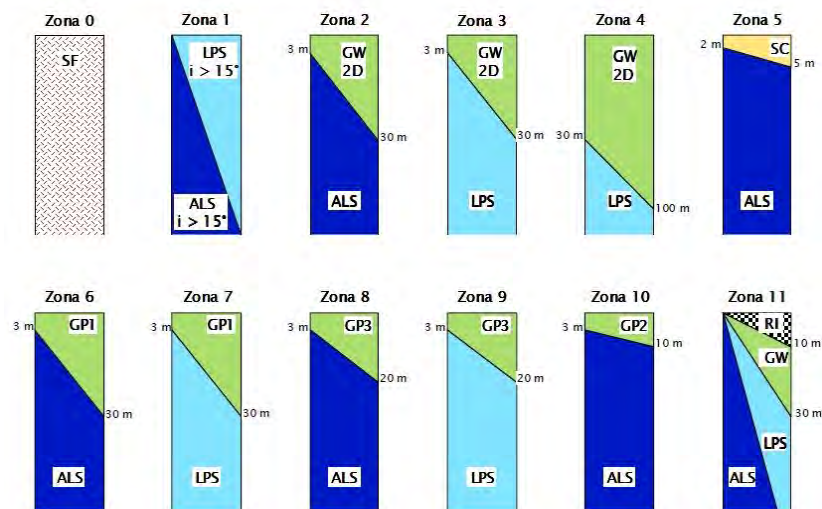 Zona 0
Zona 1
Zona 2
Zona 3
Zona 4
Zona 5
SF
LPS
i > 15°
ALS
i > 15°
3 m
GW
2D
30 m
ALS
3 m
GW
2D
30 m
LPS
GW
2D
30 m
100 m
LPS
2 m
SC
5 m
ALS
Zona 6
Zona 7
Zona 8
Zona 9
Zona 10
Zona 11
3 m
GP1
30 m
ALS
3 m
GP1
30 m
LPS
3 m
GP3
20 m
ALS
3 m
GP3
20 m
LPS
3 m
GP2
10 m
ALS
RI
10 m
GW
30 m
LPS
ALS